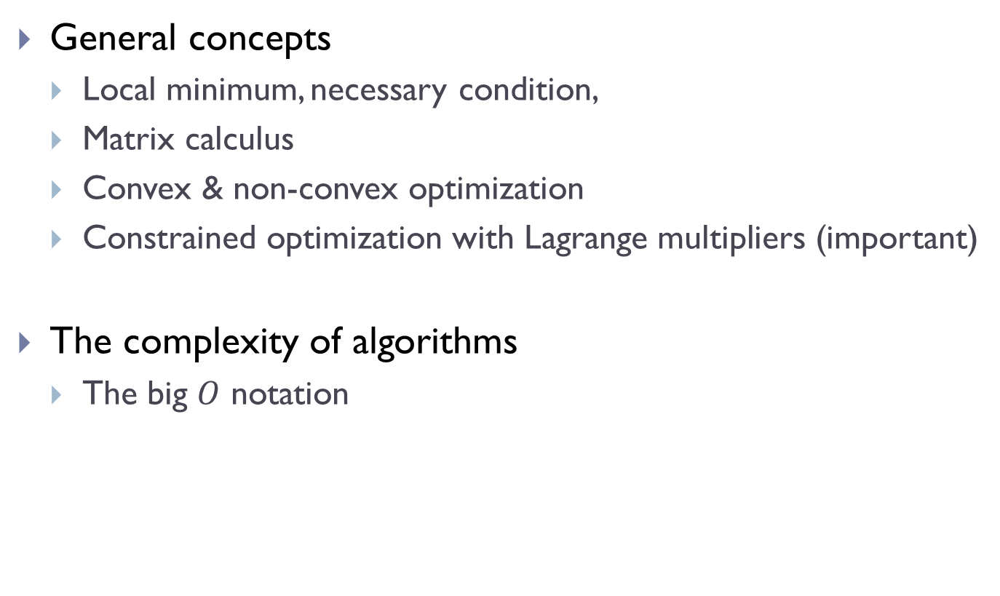 General concepts
Local minimum, necessary condition,
Matrix calculus
Convex & non-convex optimization
Constrained optimization with Lagrange multipliers (important)
The complexity of algorithms
The big O notation